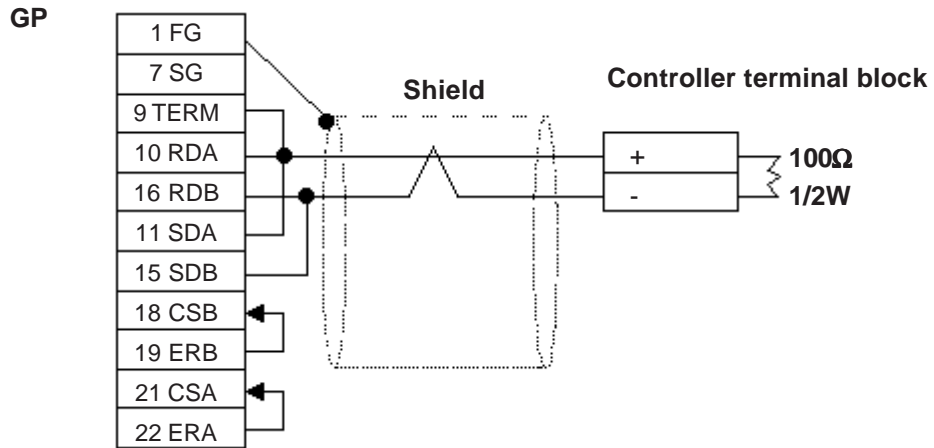 GP
1 FG
7 SG
9 TERM
10 RDA
16 RDB
11 SDA
15 SDB
18 CSB
19 ERB
21 CSA
22 ERA
Shield
Controller terminal block
+
-
100Ω
1/2W